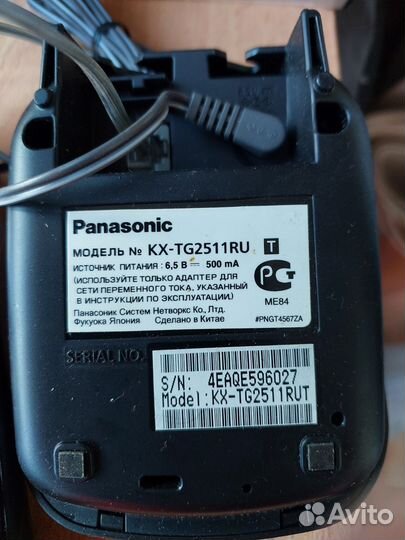 Panasonic
МОДЕЛЬ № KX-TG2511RU T
ИСТОЧНИК ПИТАНИЯ : 6,5 В 500 mA
(ИСПОЛЬЗУЙТЕ ТОЛЬКО АДАПТЕР ДЛЯ
СЕТИ ПЕРЕМЕННОГО ТОКА, УКАЗАННЫЙ
В ИНСТРУКЦИИ ПО ЭКСПЛУАТАЦИИ)
Панасоник Систем Нетворкс Ко., Лтд.
Фукуока Япония Сделано в Китае
РСТ
ME84
#PNGT4567ZA
SERIAL NO.
S/N: 4EAQE596027
Model: KX-TG2511RUT
Avito